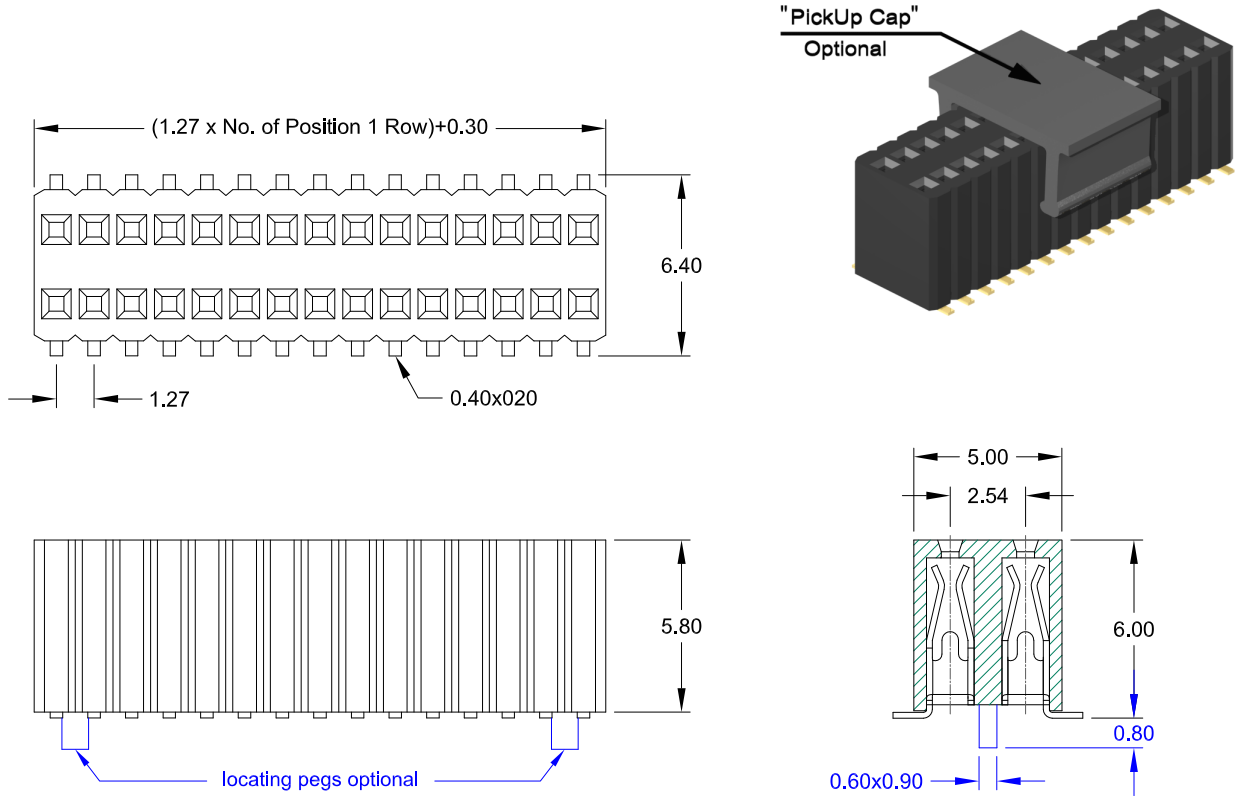 "PickUp Cap"
Optional
(1.27 x No. of Position 1 Row)+0.30
6.40
1.27
0.40x020
5.00
2.54
5.80
6.00
0.80
locating pegs optional
0.60x0.90